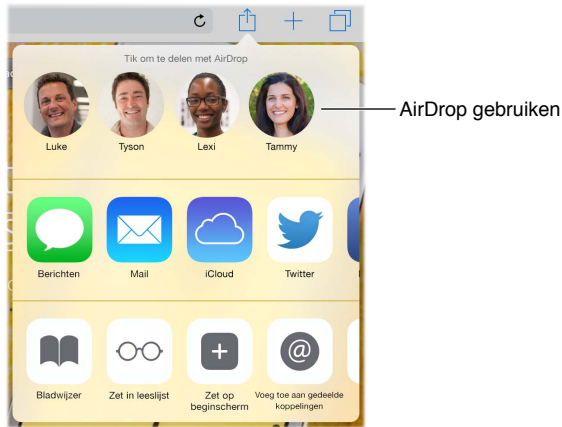 Tik om te delen met AirDrop
Luke
Tyson
Lexi
Tammy
AirDrop gebruiken
Berichten
Mail
iCloud
Twitter
Bladwijzer
Zet in leeslijst
Zet op
beginscherm
Voeg toe aan gedeelde
koppelingen